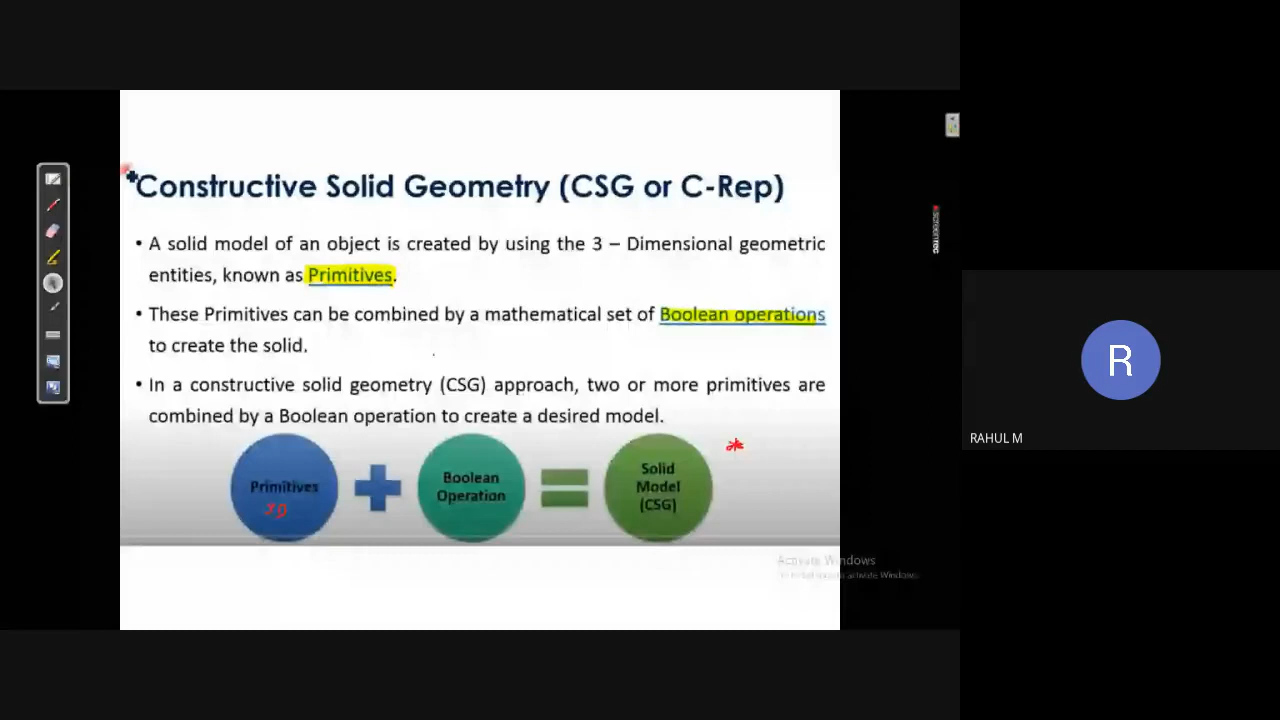 Constructive Solid Geometry (CSG or C-Rep)
• A solid model of an object is created by using the 3 – Dimensional geometric
entities, known as Primitives.
• These Primitives can be combined by a mathematical set of Boolean operations
to create the solid.
• In a constructive solid geometry (CSG) approach, two or more primitives are
combined by a Boolean operation to create a desired model.
Primitives
Boolean
Operation
Solid
Model
(CSG)
Activate Windows
R
RAHUL M